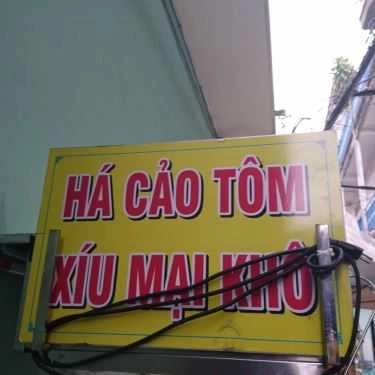 HÁ CẢO TÔM
XÍU MẠI KHÔ